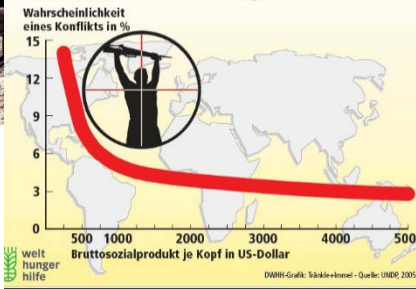 Wahrscheinlichkeit
eines Konflikts in %
15
12
9
6
3
0
500 1000 2000 3000 4000 500
Bruttosozialprodukt je Kopf in US-Dollar
welt
hunger
hilfe
DWHH-Grafik: Tränkle+Immel - Quelle: UNDP, 2005